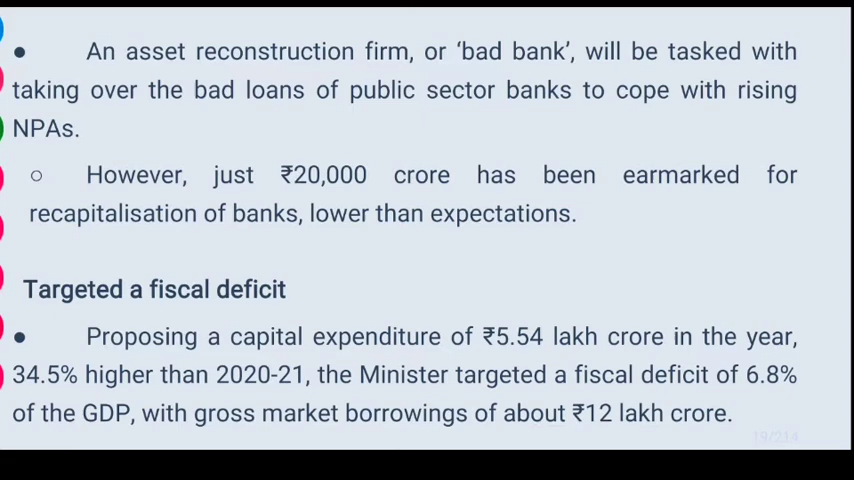 ● An asset reconstruction firm, or ‘bad bank’, will be tasked with
taking over the bad loans of public sector banks to cope with rising
NPAs.
○ However, just ₹20,000 crore has been earmarked for
recapitalisation of banks, lower than expectations.
Targeted a fiscal deficit
● Proposing a capital expenditure of ₹5.54 lakh crore in the year,
34.5% higher than 2020-21, the Minister targeted a fiscal deficit of 6.8%
of the GDP, with gross market borrowings of about ₹12 lakh crore.
19/214